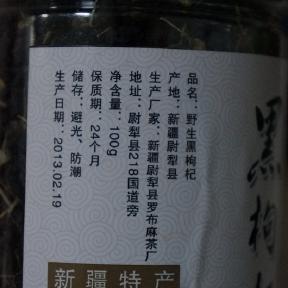 黑枸杞
品名：野生黑枸杞
产地：新疆尉犁县
生产厂家：新疆尉犁县罗布麻茶厂
地址：尉犁县218国道旁
净含量：100g
保质期：24个月
储存：避光、防潮
生产日期：2013.02.19
新疆特产